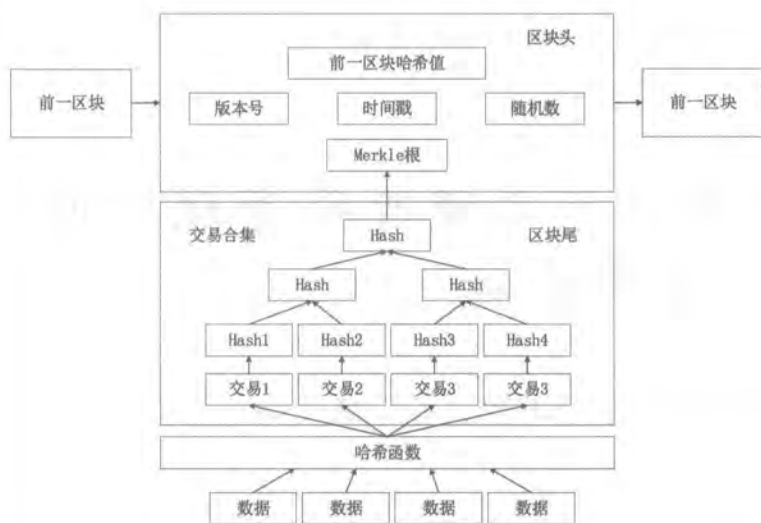 区块头
前一区块哈希值
前一区块
版本号
时间戳
随机数
前一区块
Merkle根
交易合集
Hash
区块尾
Hash
Hash
Hash1
Hash2
Hash3
Hash4
交易1
交易2
交易3
交易3
哈希函数
数据
数据
数据
数据